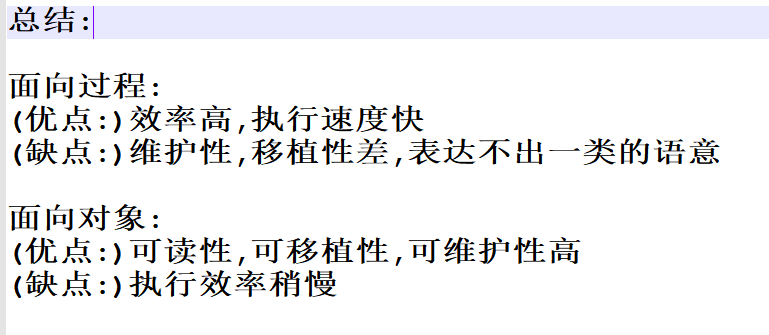 总结:
面向过程:
(优点:)效率高,执行速度快
(缺点:)维护性,移植性差,表达不出一类的语意
面向对象:
(优点:)可读性,可移植性,可维护性高
(缺点:)执行效率稍慢